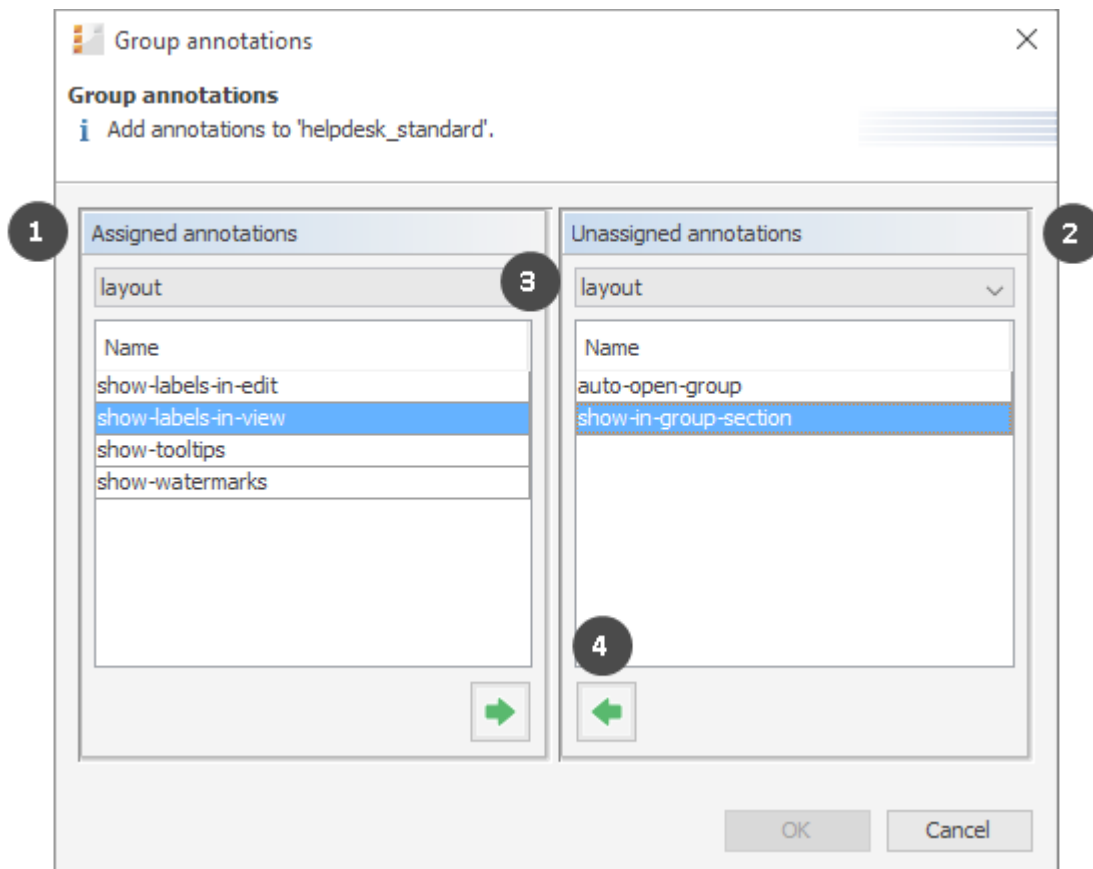 Group annotations
Group annotations
i Add annotations to 'helpdesk_standard'.
1
Assigned annotations
layout
Name
show-labels-in-edit
show-labels-in-view
show-tooltips
show-watermarks
2
Unassigned annotations
3
layout
Name
auto-open-group
show-in-group-section
4
OK
Cancel